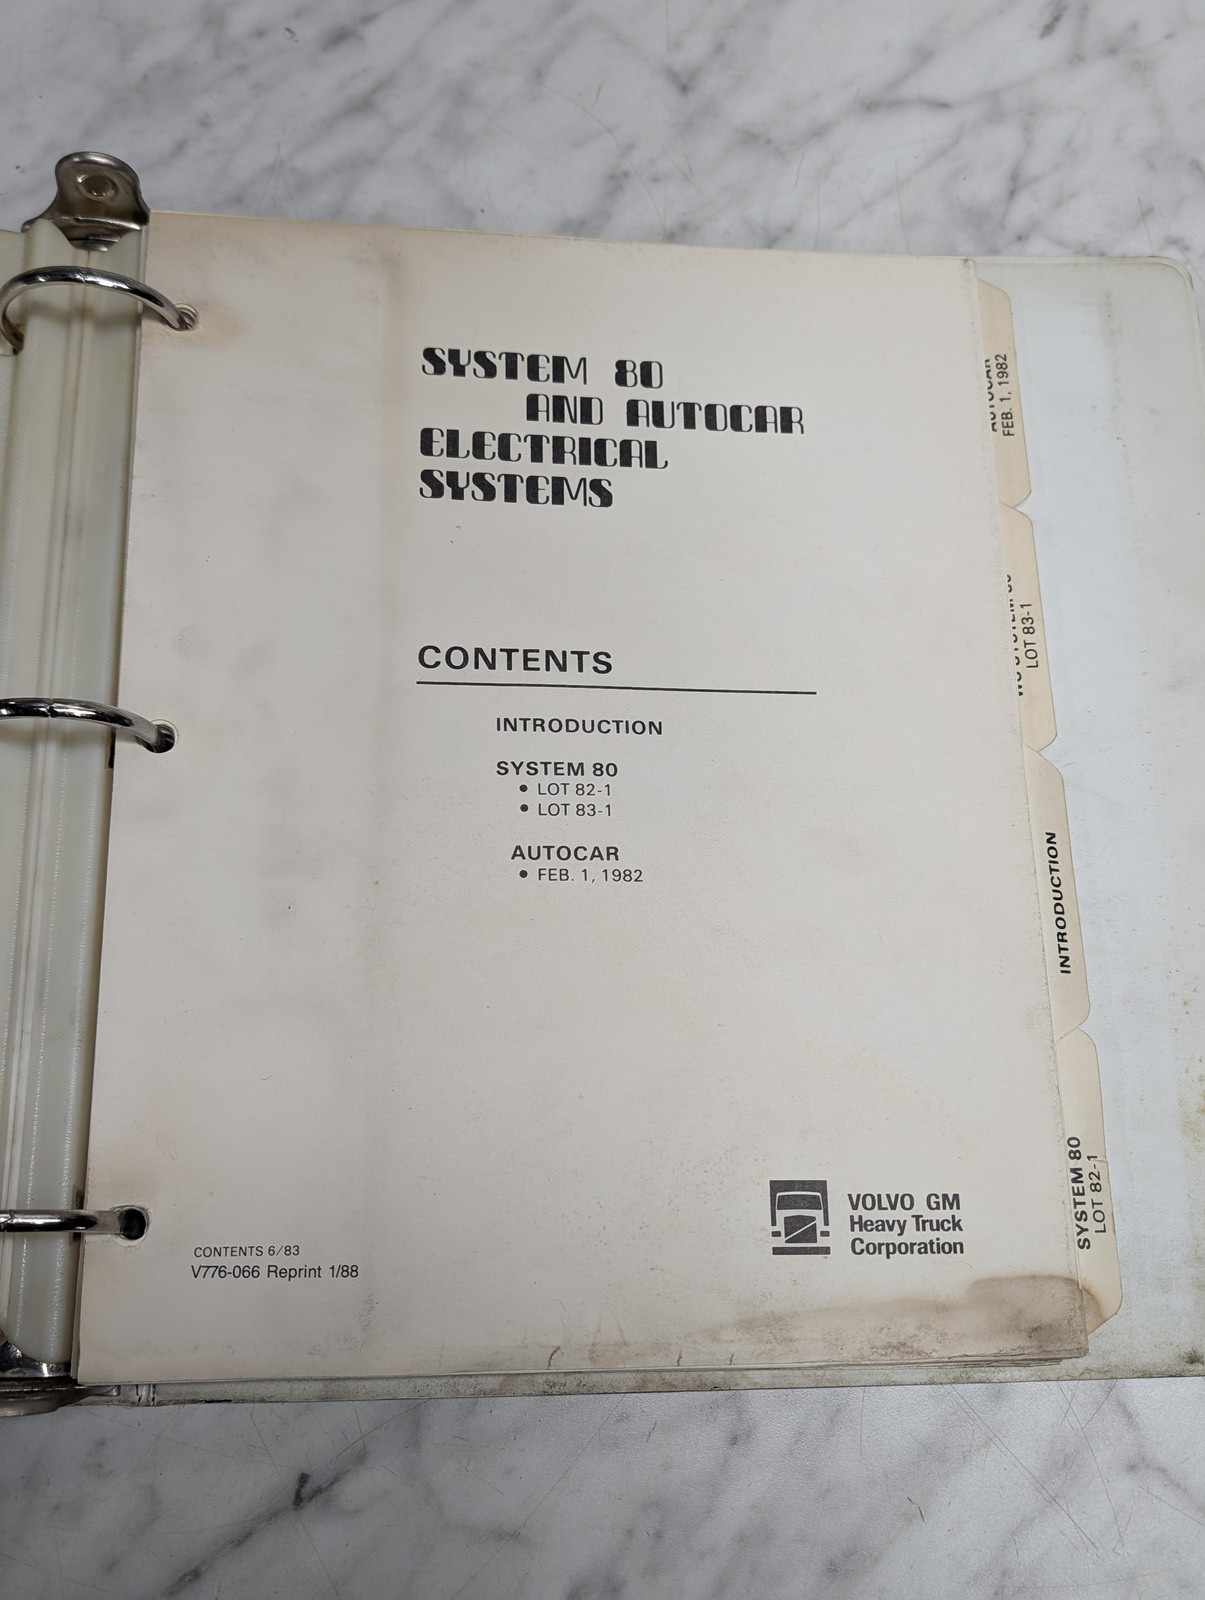 SYSTEM 80
AND AUTOCAR
ELECTRICAL
SYSTEMS
CONTENTS
INTRODUCTION
SYSTEM 80
• LOT 82-1
• LOT 83-1
AUTOCAR
• FEB. 1, 1982
VOLVO GM
Heavy Truck
Corporation
CONTENTS 6/83
V776-066 Reprint 1/88
AUTOCAR
FEB. 1, 1982
LOT 83-1
INTRODUCTION
SYSTEM 80
LOT 82-1